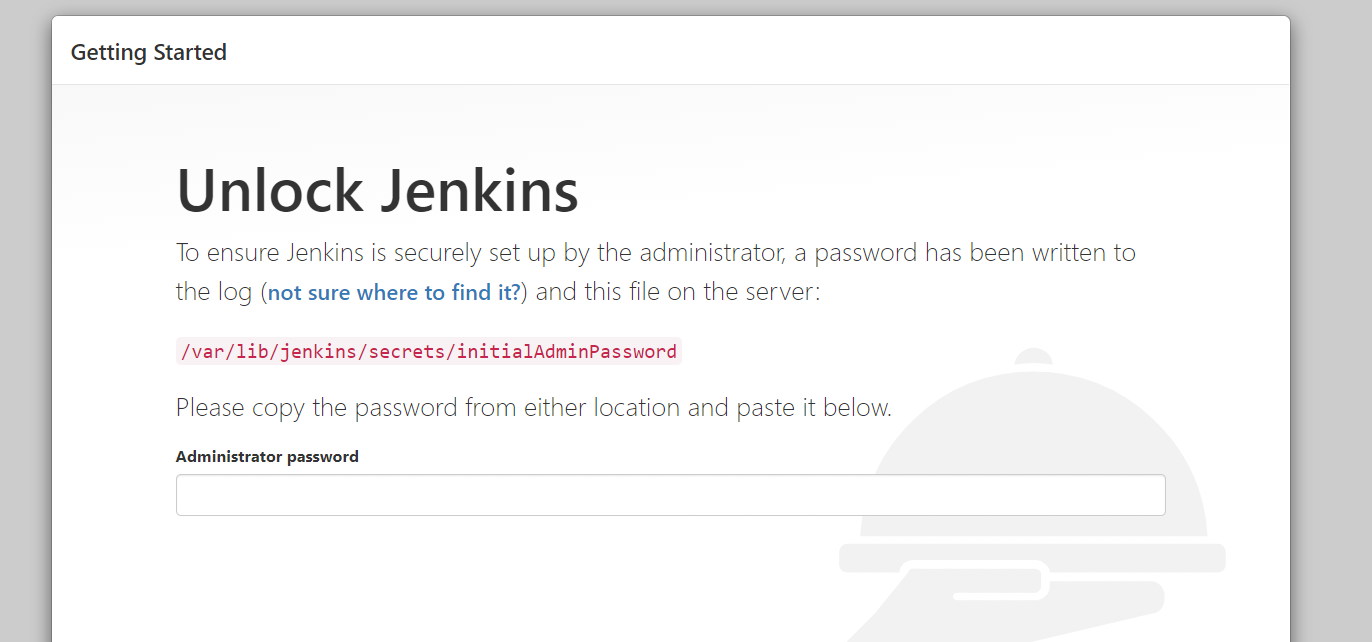 Getting Started
Unlock Jenkins
To ensure Jenkins is securely set up by the administrator, a password has been written to
the log (not sure where to find it?) and this file on the server:
/var/lib/jenkins/secrets/initialAdminPassword
Please copy the password from either location and paste it below.
Administrator password